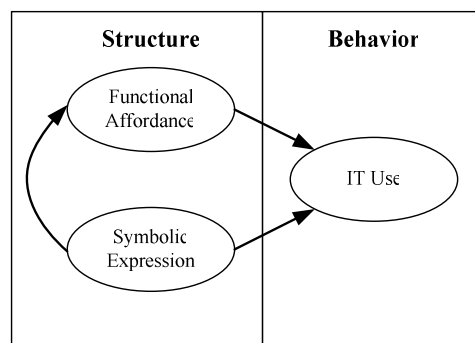 Structure
Behavior
Functional
Affordance
IT Use
Symbolic
Expression